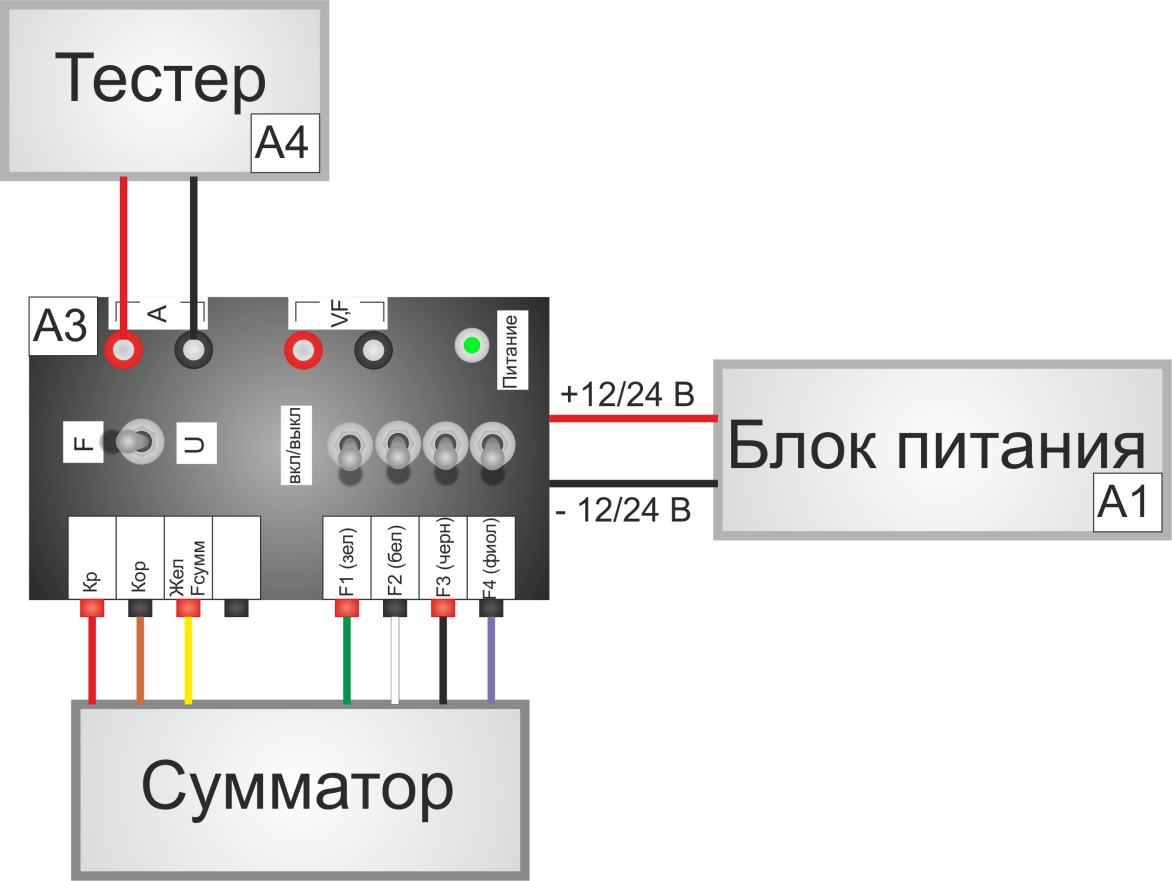 Тестер
A4
A3
A
V,F
Питание
+12/24 В
- 12/24 В
Блок питания
A1
F
U
вкл/выкл
Кр
Кор
Жел
Fсумм
F1 (зел)
F2 (бел)
F3 (черн)
F4 (фиол)
Сумматор